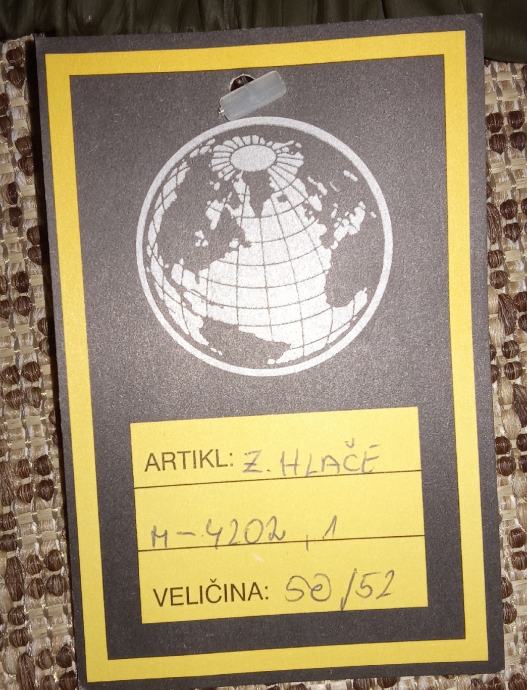 ARTIKL: Ž. HLAČE
M-4202, 1
VELIČINA: 50/52